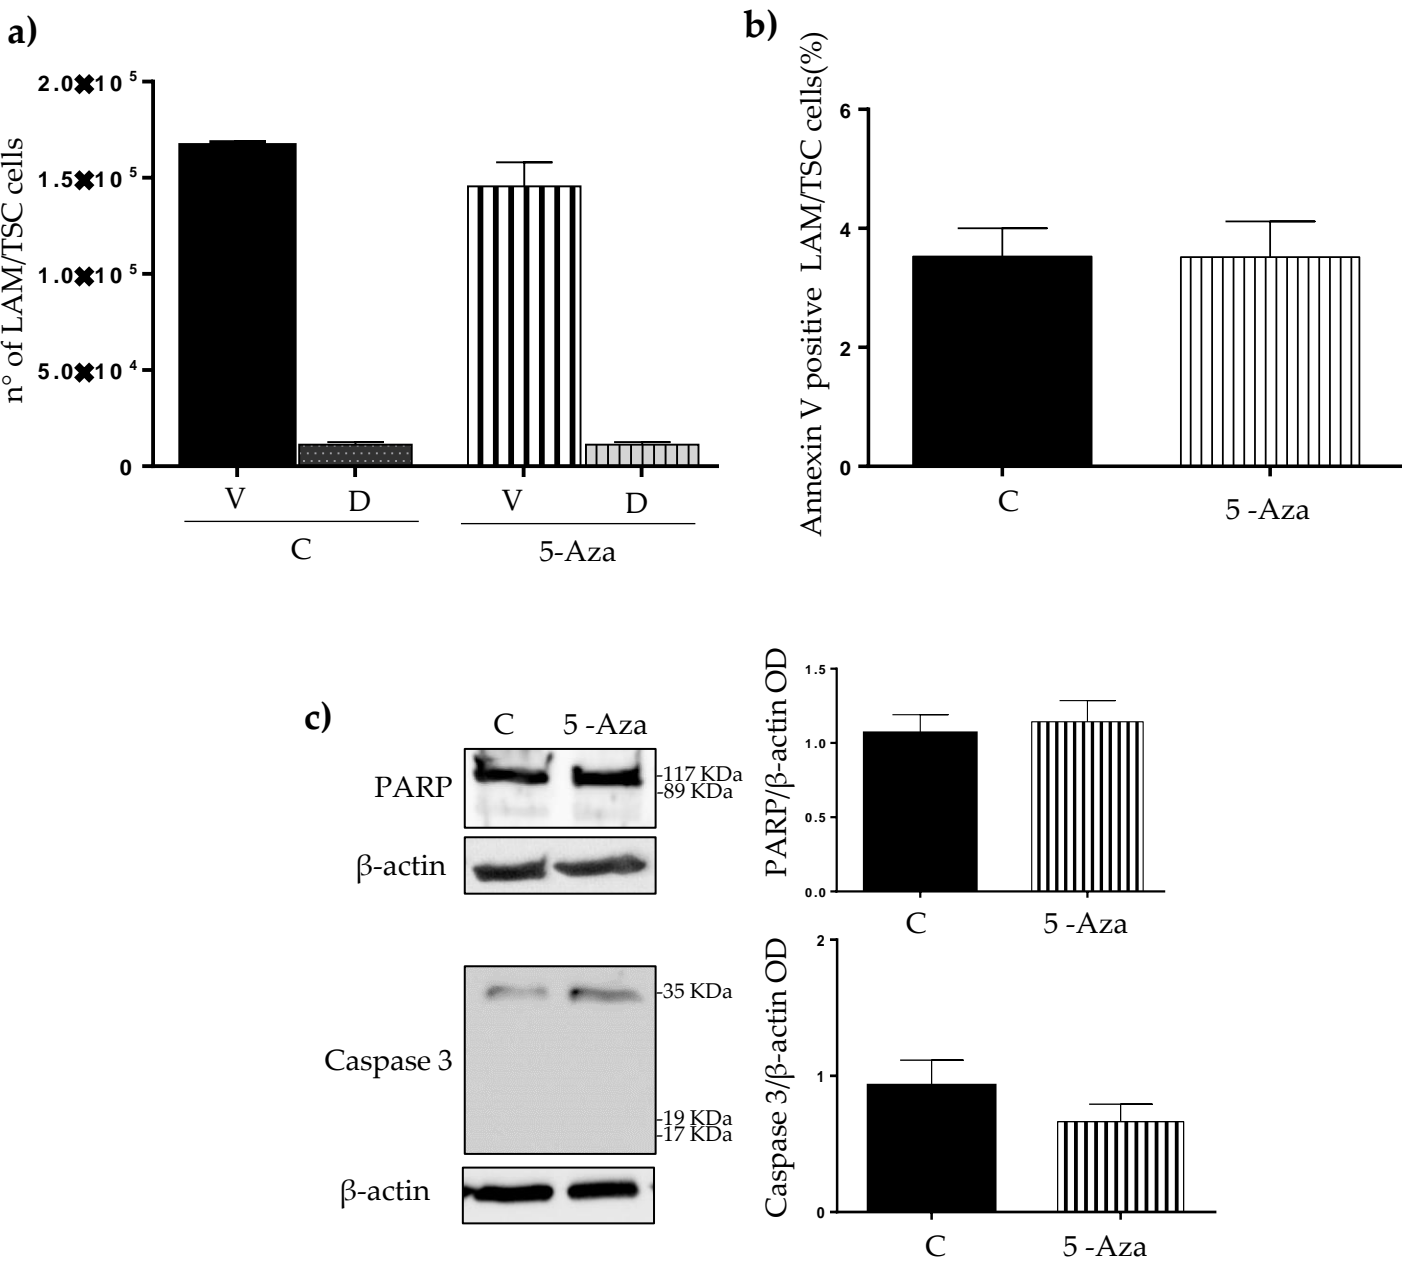 a)
n° of LAM/TSC cells
2.0✖10 5
1.5✖10 5
1.0✖10 5
5.0✖10 4
0
V D V D
C 5-Aza
b)
Annexin V positive LAM/TSC cells(%)
6
4
2
0
C 5 -Aza
c)
C 5 -Aza
PARP
-117 KDa
-89 KDa
β-actin
Caspase 3
-35 KDa
-19 KDa
-17 KDa
β-actin
PARP/β-actin OD
1.5
1.0
0.5
0.0
C 5 -Aza
Caspase 3/β-actin OD
2
1
0
C 5 -Aza